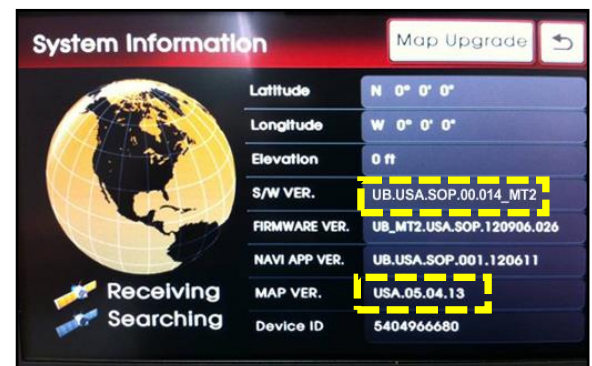 System Information
Map Upgrade
Latitude N 0° 0' 0"
Longitude W 0° 0' 0"
Elevation 0 ft
S/W VER. UB.USA.SOP.00.014_MT2
FIRMWARE VER. UB_MT2.USA.SOP.120906.026
NAVI APP VER. UB.USA.SOP.001.120611
MAP VER. USA.05.04.13
Device ID 5404966680
Receiving
Searching